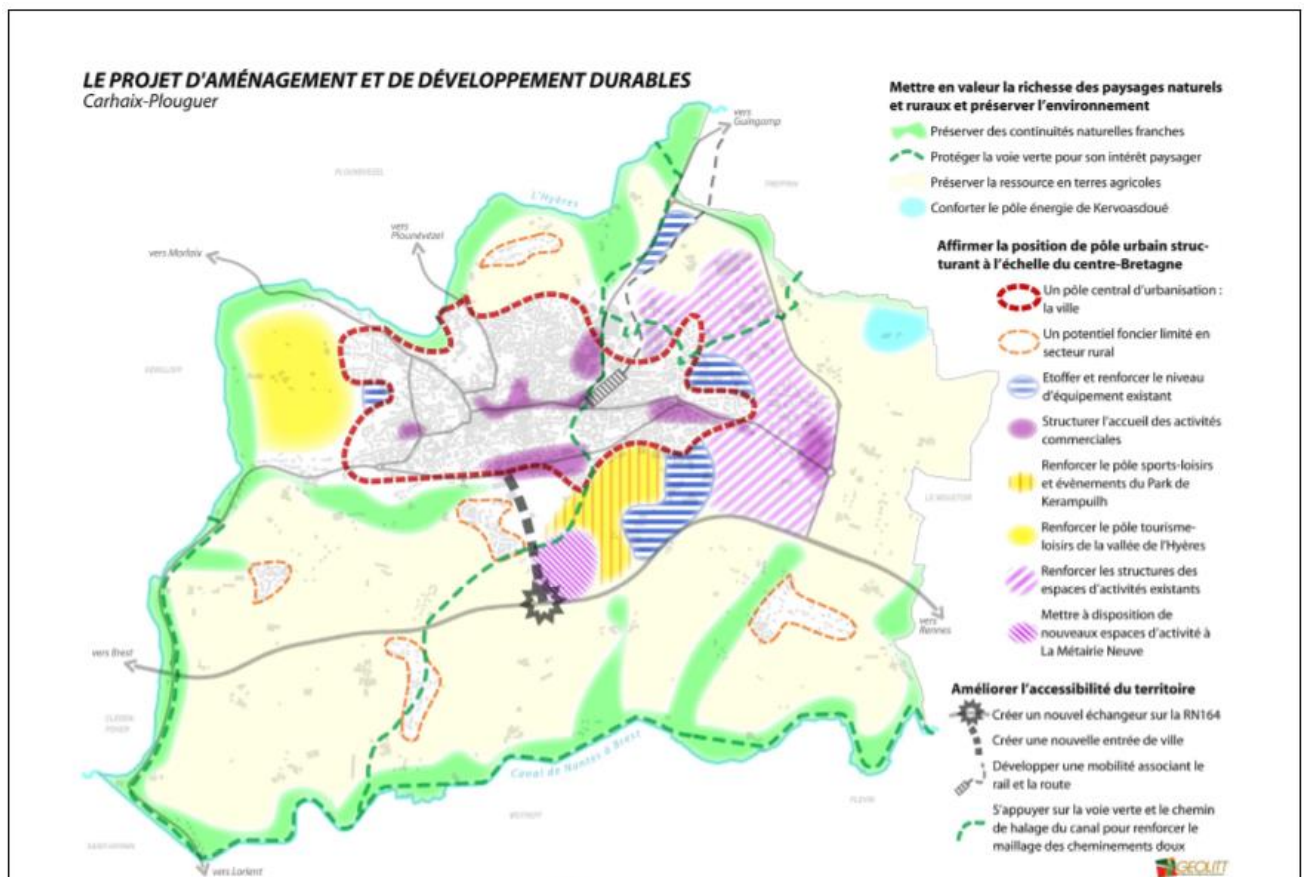 LE PROJET D'AMÉNAGEMENT ET DE DÉVELOPPEMENT DURABLES
Carhaix-Plouguer
Mettre en valeur la richesse des paysages naturels
et ruraux et préserver l'environnement
Préserver des continuités naturelles franches
Protéger la voie verte pour son intérêt paysager
Préserver la ressource en terres agricoles
Conforter le pôle énergie de Kervoasdoué
Affirmer la position de pôle urbain struc-
turant à l'échelle du centre-Bretagne
Un pôle central d'urbanisation :
la ville
Un potentiel foncier limité en
secteur rural
Etoffer et renforcer le niveau
d'équipement existant
Structurer l'accueil des activités
commerciales
Renforcer le pôle sports-loisirs
et évènements du Park de
Kerampuilh
Renforcer le pôle tourisme-
loisirs de la vallée de l'Hyères
Renforcer les structures des
espaces d'activités existants
Mettre à disposition de
nouveaux espaces d'activité à
La Métairie Neuve
Améliorer l'accessibilité du territoire
Créer un nouvel échangeur sur la RN164
Créer une nouvelle entrée de ville
Développer une mobilité associant le
rail et la route
S'appuyer sur la voie verte et le chemin
de halage du canal pour renforcer le
maillage des cheminements doux
GEOLITT
vers
Guingamp
PLOUNEVEZEL
TREFFRIN
L'Hyères
vers
Plounévézel
vers Morlaix
KERGLOFF
LE MOUSTOIR
vers
Rennes
vers Brest
CLEDEN
POHER
Canal de Nantes à Brest
MOTREFF
PLEVIN
SAINT-HERNIN
vers Lorient